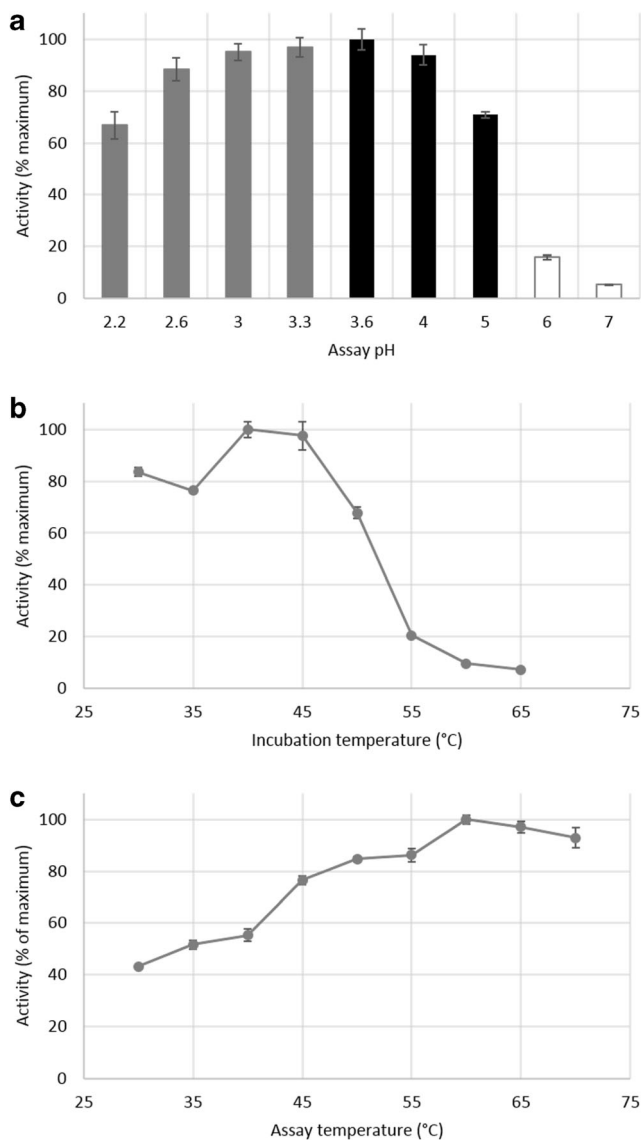 a
Activity (% maximum)
100
80
60
40
20
0
2.2 2.6 3 3.3 3.6 4 5 6 7
Assay pH
b
Activity (% maximum)
100
80
60
40
20
0
25 35 45 55 65 75
Incubation temperature (°C)
c
Activity (% of maximum)
100
80
60
40
20
0
25 35 45 55 65 75
Assay temperature (°C)